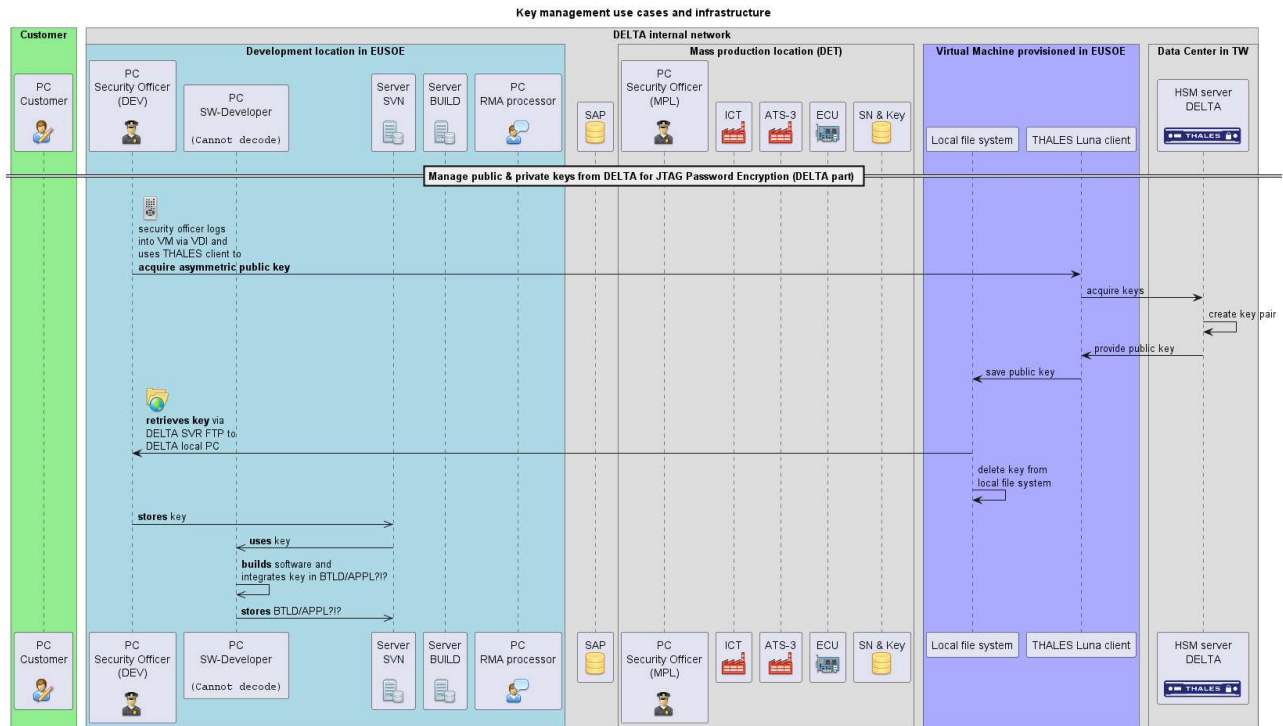 Key management use cases and infrastructure
Customer
DELTA internal network
Development location in EUSOE
Mass production location (DET)
Virtual Machine provisioned in EUSOE
Data Center in TW
PC
Customer
PC
Security Officer
(DEV)
PC
SW-Developer
(Cannot decode)
Server
SVN
Server
BUILD
PC
RMA processor
SAP
PC
Security Officer
(MPL)
ICT
ATS-3
ECU
SN & Key
Local file system
THALES Luna client
HSM server
DELTA
THALES
Manage public & private keys from DELTA for JTAG Password Encryption (DELTA part)
security officer logs
into VM via VDI and
uses THALES client to
acquire asymmetric public key
acquire keys
create key pair
provide public key
save public key
retrieves key via
DELTA SVR FTP to
DELTA local PC
delete key from
local file system
stores key
uses key
builds software and
integrates key in BTLD/APPL?!?
stores BTLD/APPL?!?
PC
Customer
PC
Security Officer
(DEV)
PC
SW-Developer
(Cannot decode)
Server
SVN
Server
BUILD
PC
RMA processor
SAP
PC
Security Officer
(MPL)
ICT
ATS-3
ECU
SN & Key
Local file system
THALES Luna client
HSM server
DELTA
THALES